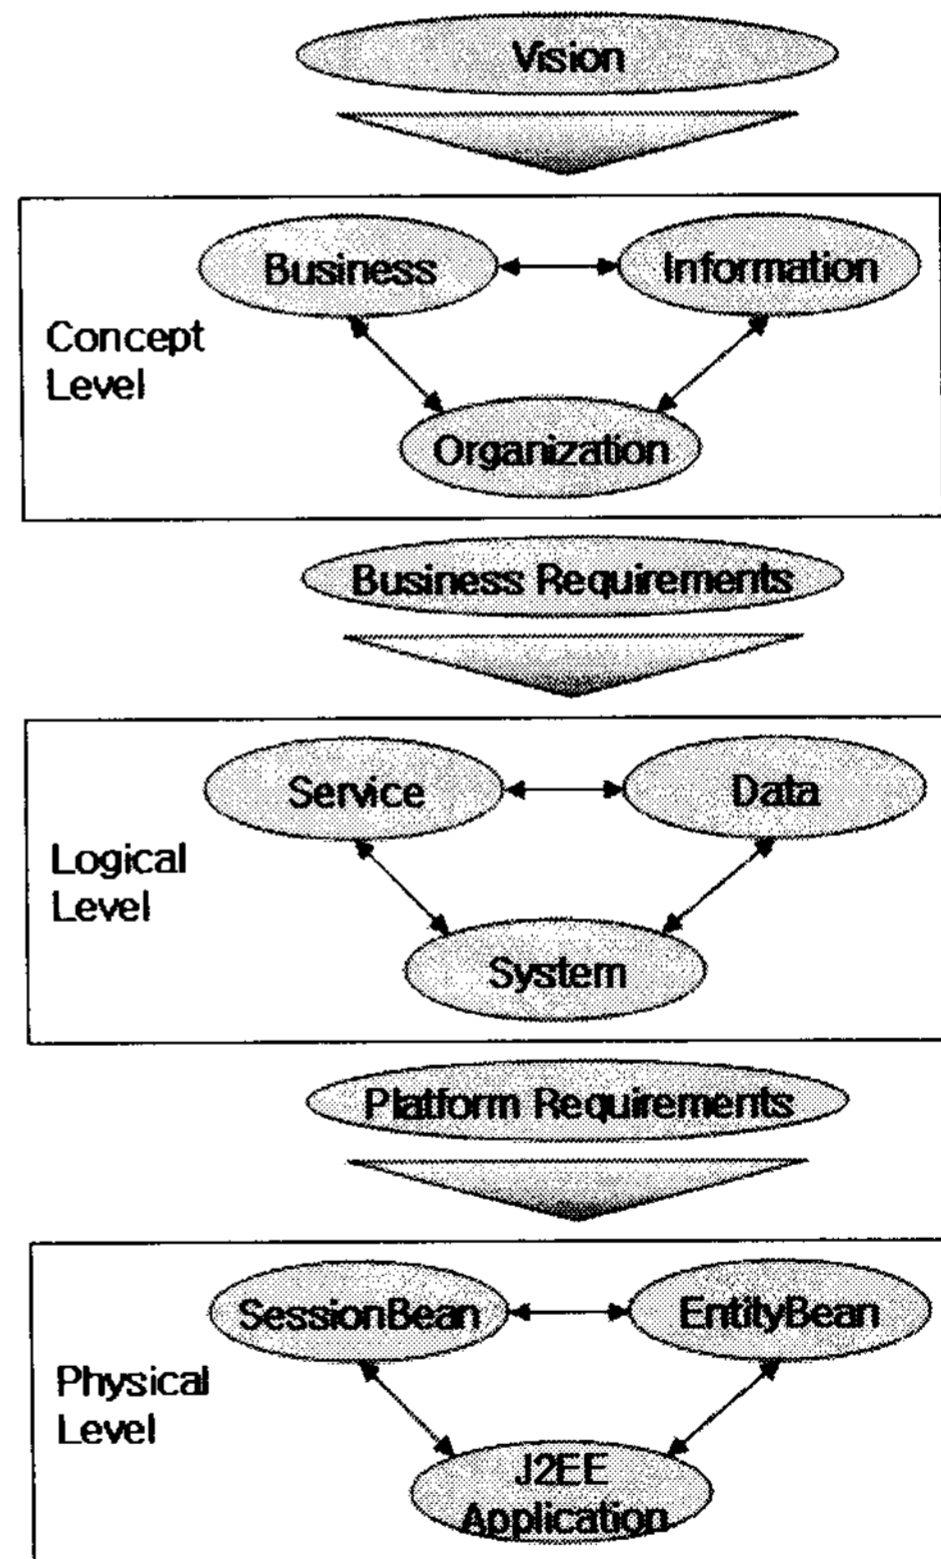 Vision
Business
Information
Concept
Level
Organization
Business Requirements
Service
Data
Logical
Level
System
Platform Requirements
SessionBean
EntityBean
Physical
Level
J2EE
Application